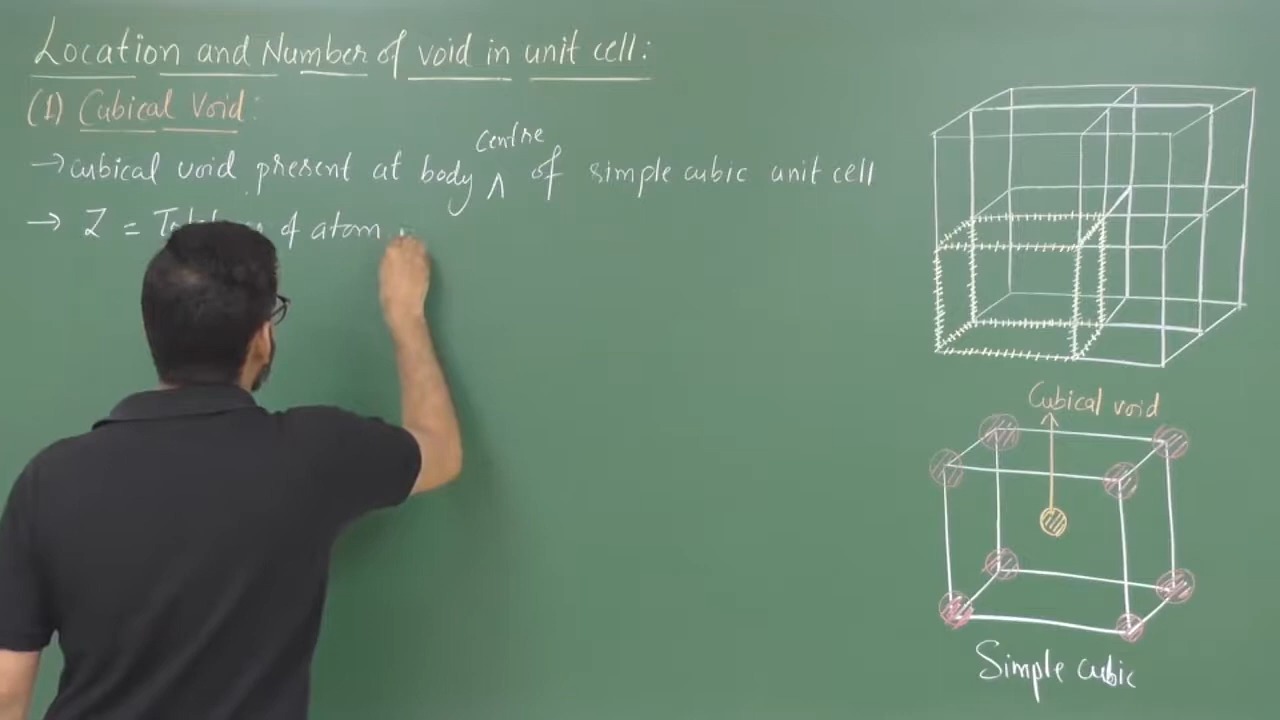 Location and Number of void in unit cell:
(1) Cubical Void:
centre
→ cubical void present at body ∧ of simple cubic unit cell
→ Z = of atom
Cubical void
Simple cubic